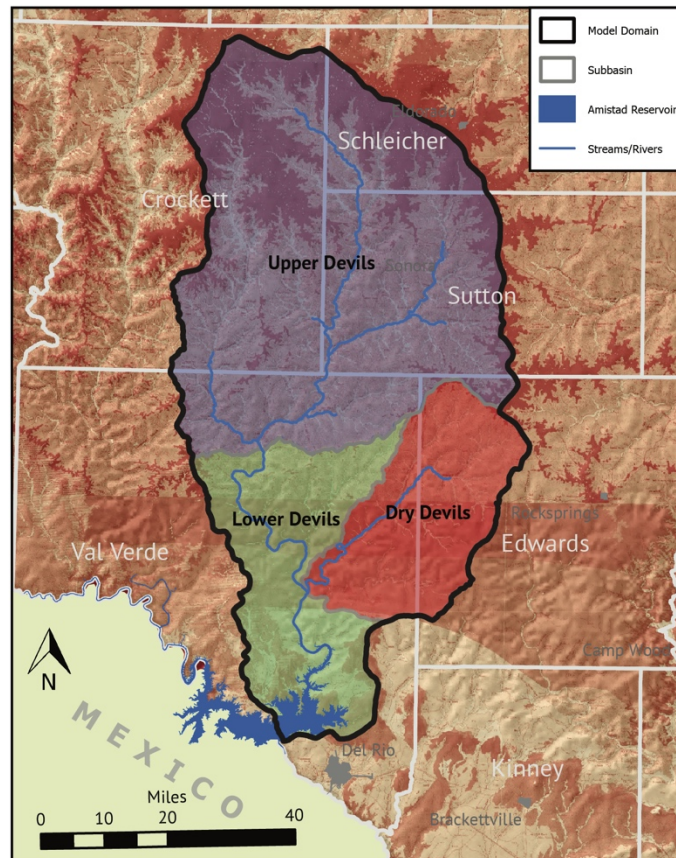 Model Domain
Subbasin
Amistad Reservoir
Streams/Rivers
Eldorado
Schleicher
Crockett
Upper Devils
Sonora
Sutton
Lower Devils
Dry Devils
Rocksprings
Val Verde
Edwards
Camp Wood
N
MEXICO
Del Rio
Kinney
Miles
0 10 20 40
Brackettville